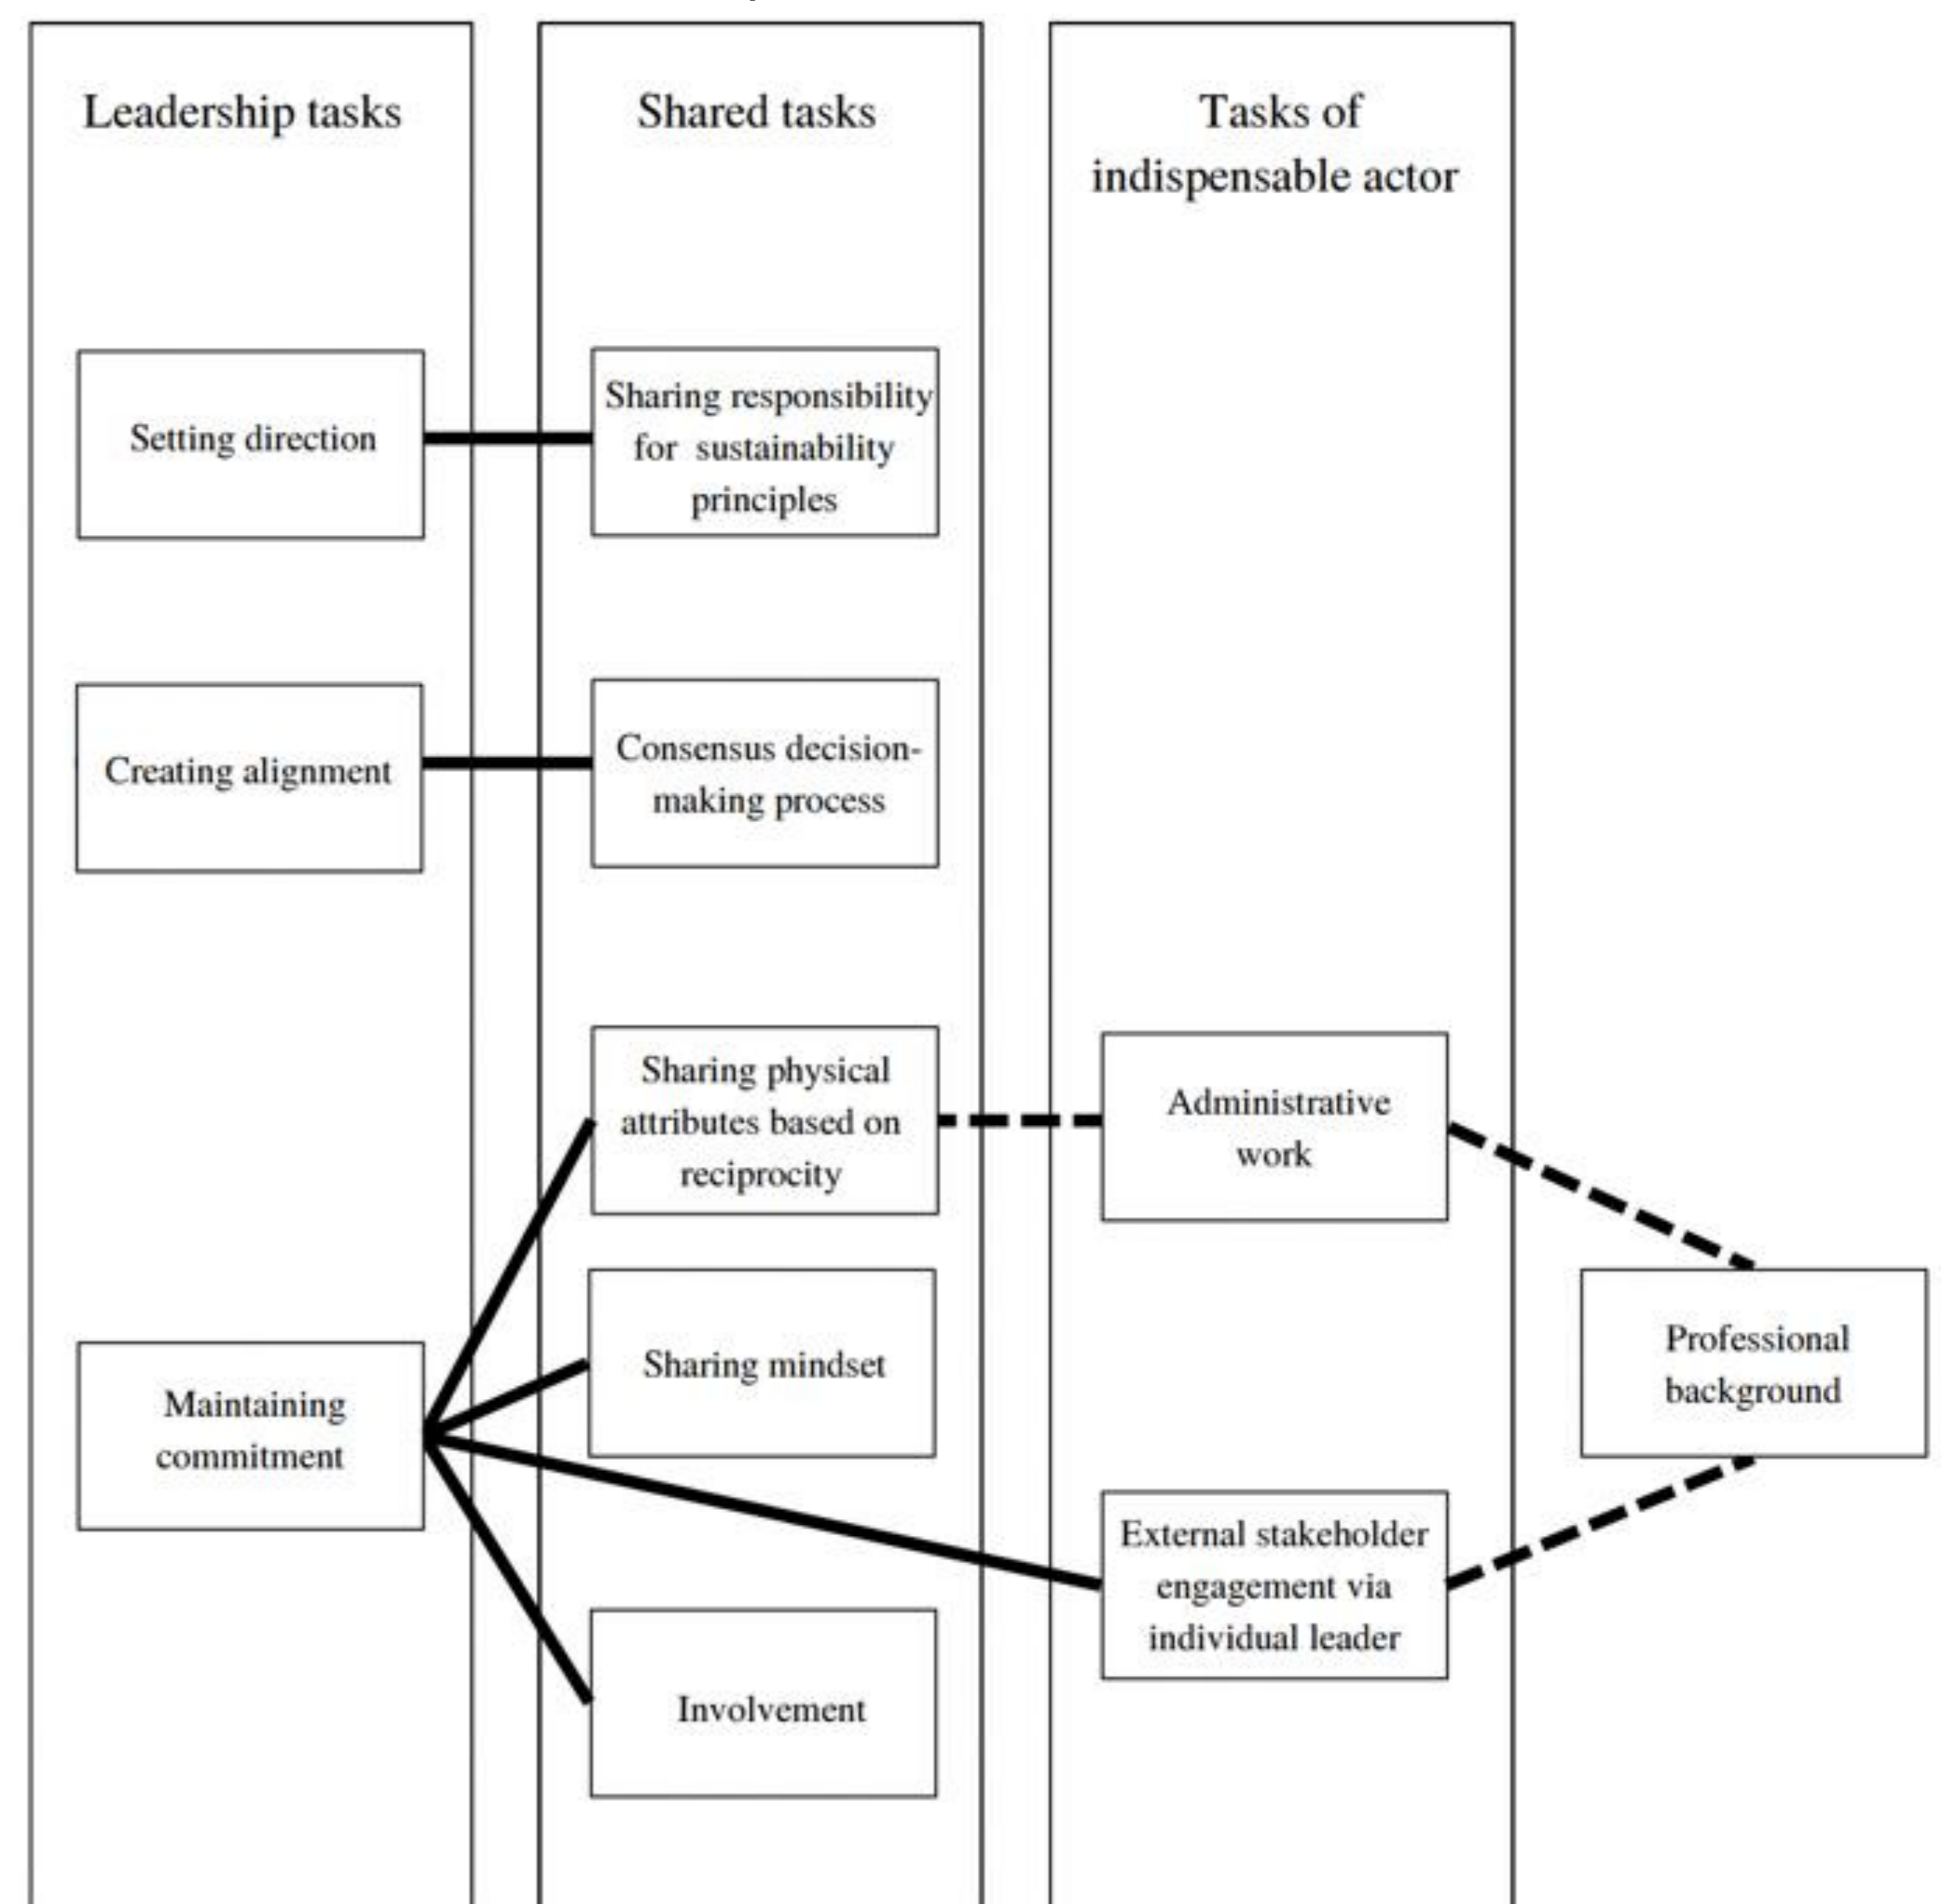 Leadership tasks
Shared tasks
Tasks of
indispensable actor
Setting direction
Sharing responsibility
for sustainability
principles
Creating alignment
Consensus decision-
making process
Sharing physical
attributes based on
reciprocity
Administrative
work
Sharing mindset
Professional
background
Maintaining
commitment
External stakeholder
engagement via
individual leader
Involvement